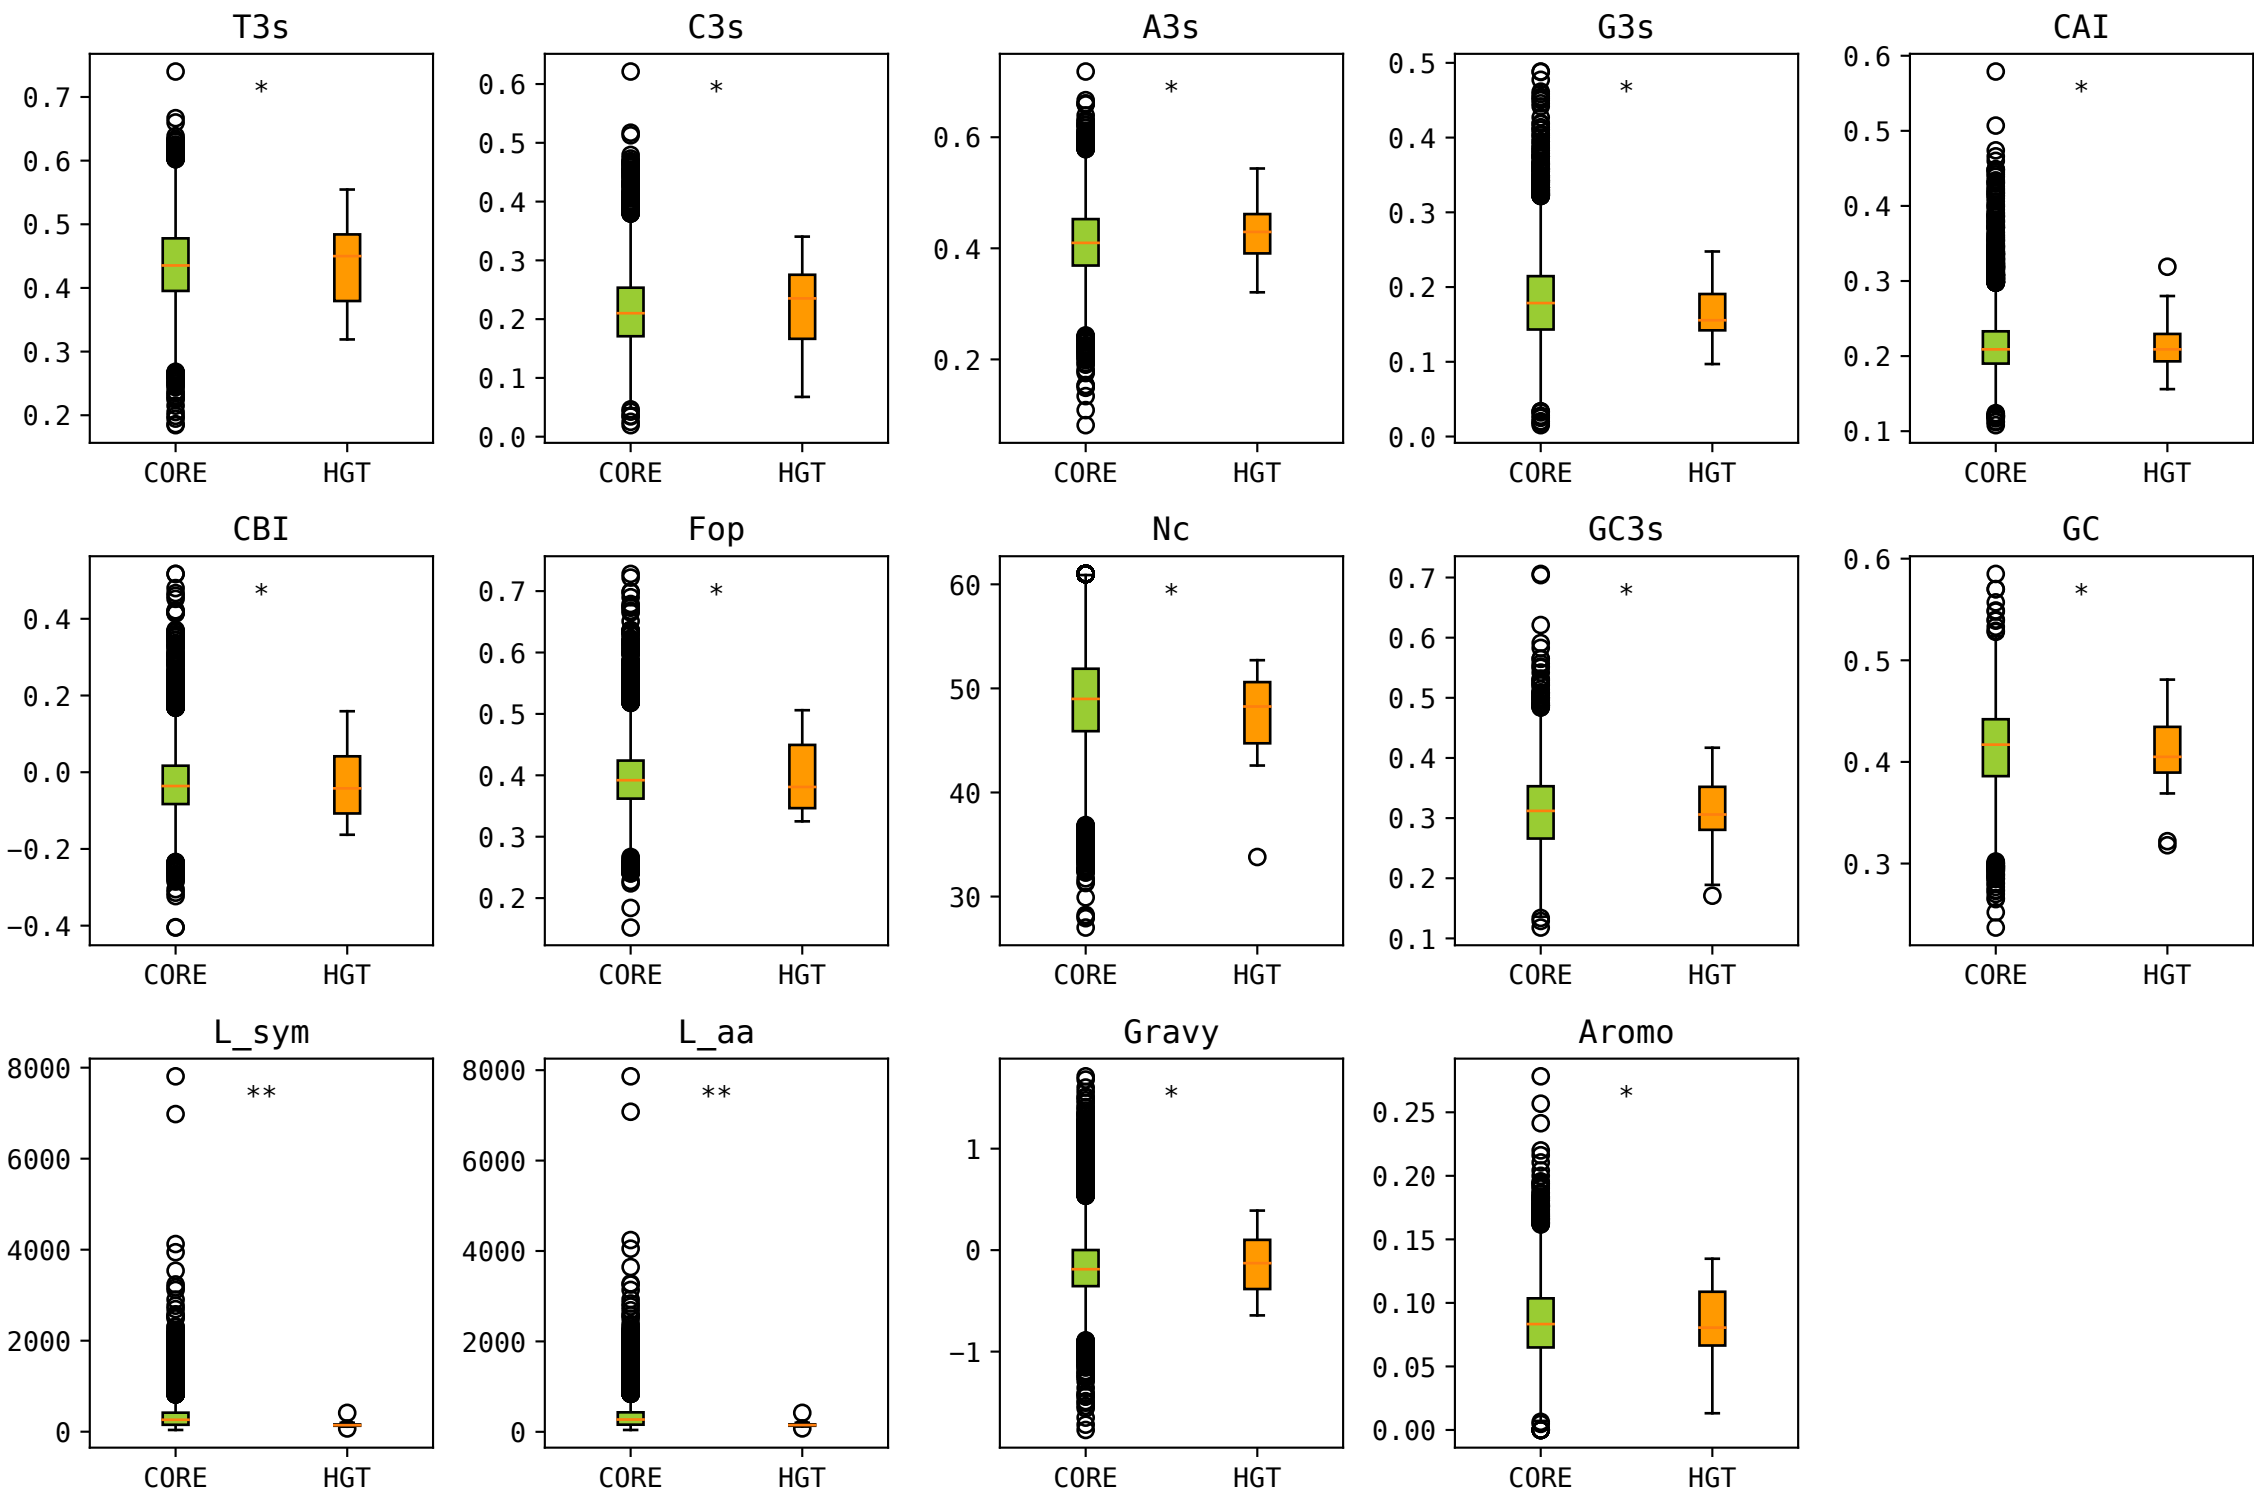 T3s C3s A3s G3s CAI
* * * * *
0.7 0.6 0.5 0.4 0.3 0.2
0.6 0.5 0.4 0.3 0.2 0.1 0.0
0.6 0.4 0.2
0.5 0.4 0.3 0.2 0.1 0.0
0.6 0.5 0.4 0.3 0.2 0.1
CORE HGT CORE HGT CORE HGT CORE HGT CORE HGT
CBI Fop Nc GC3s GC
* * * * *
0.4 0.2 0.0 −0.2 −0.4
0.7 0.6 0.5 0.4 0.3 0.2
60 50 40 30
0.7 0.6 0.5 0.4 0.3 0.2 0.1
0.6 0.5 0.4 0.3
CORE HGT CORE HGT CORE HGT CORE HGT CORE HGT
L_sym L_aa Gravy Aromo
** ** * *
8000 6000 4000 2000 0
8000 6000 4000 2000 0
1 0 −1
0.25 0.20 0.15 0.10 0.05 0.00
CORE HGT CORE HGT CORE HGT CORE HGT